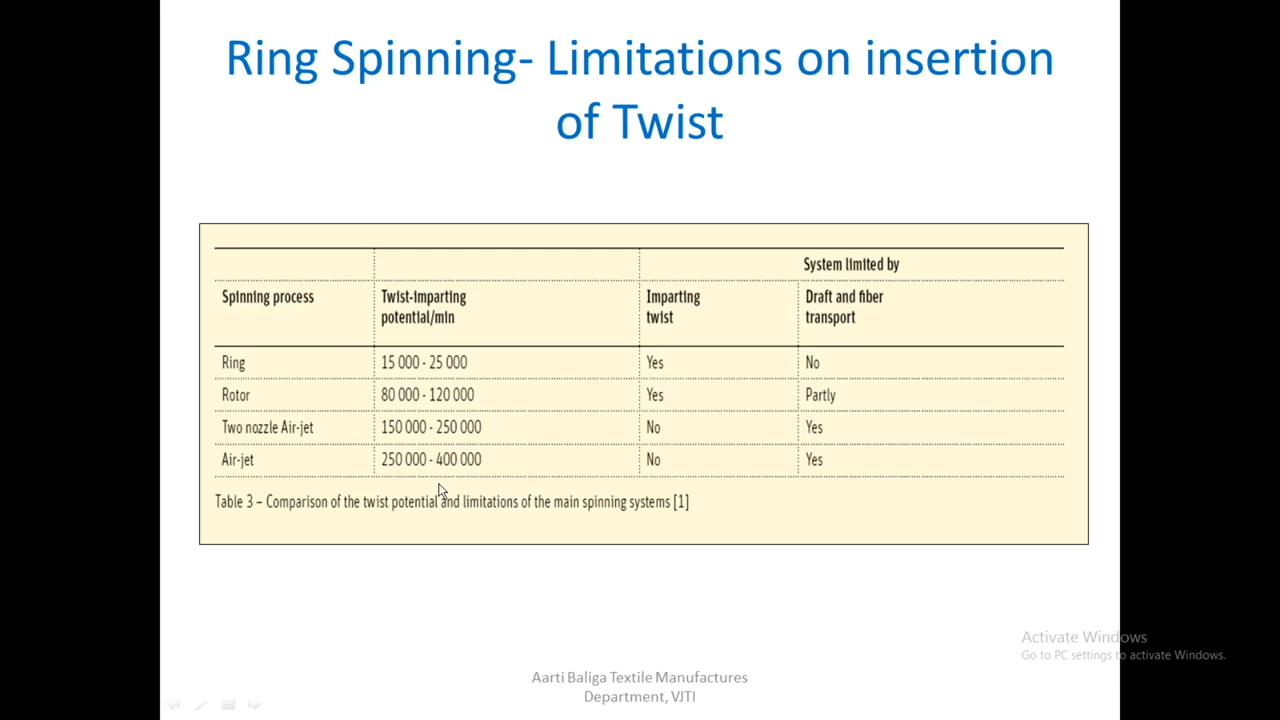 Ring Spinning- Limitations on insertion
of Twist
System limited by
Spinning process Twist-imparting potential/min Imparting twist Draft and fiber transport
Ring 15 000 - 25 000 Yes No
Rotor 80 000 - 120 000 Yes Partly
Two nozzle Air-jet 150 000 - 250 000 No Yes
Air-jet 250 000 - 400 000 No Yes
Table 3 – Comparison of the twist potential and limitations of the main spinning systems [1]
Activate Windows
Go to PC settings to activate Windows.
Aarti Baliga Textile Manufactures
Department, VJTI